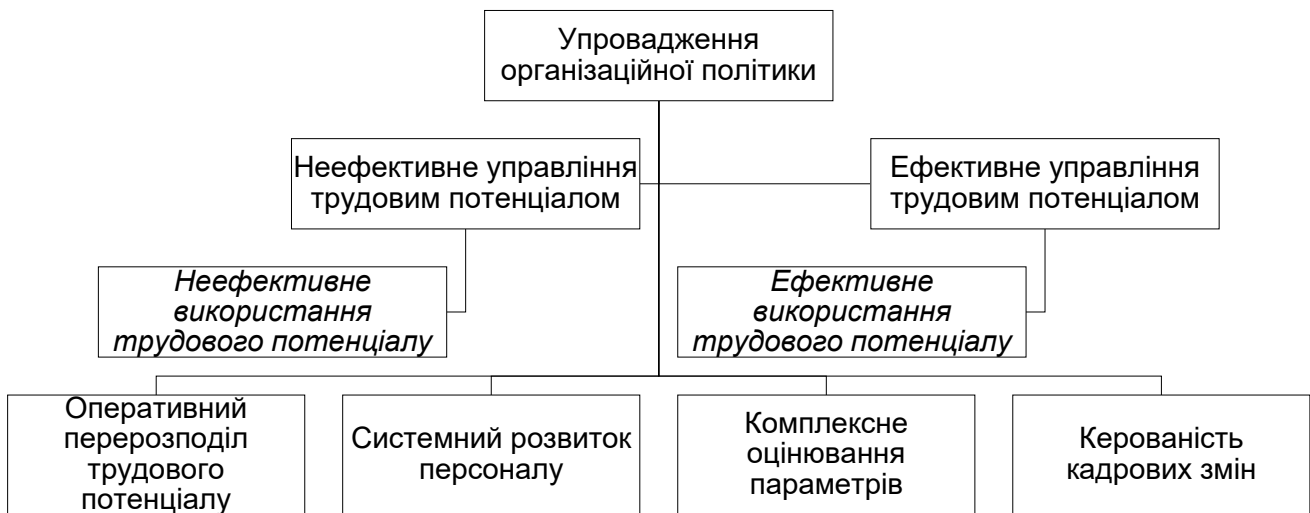 Упровадження
організаційної політики
Неефективне управління
трудовим потенціалом
Ефективне управління
трудовим потенціалом
Неефективне
використання
трудового потенціалу
Ефективне
використання
трудового потенціалу
Оперативний
перерозподіл
трудового
потенціалу
Системний розвиток
персоналу
Комплексне
оцінювання
параметрів
Керованість
кадрових змін